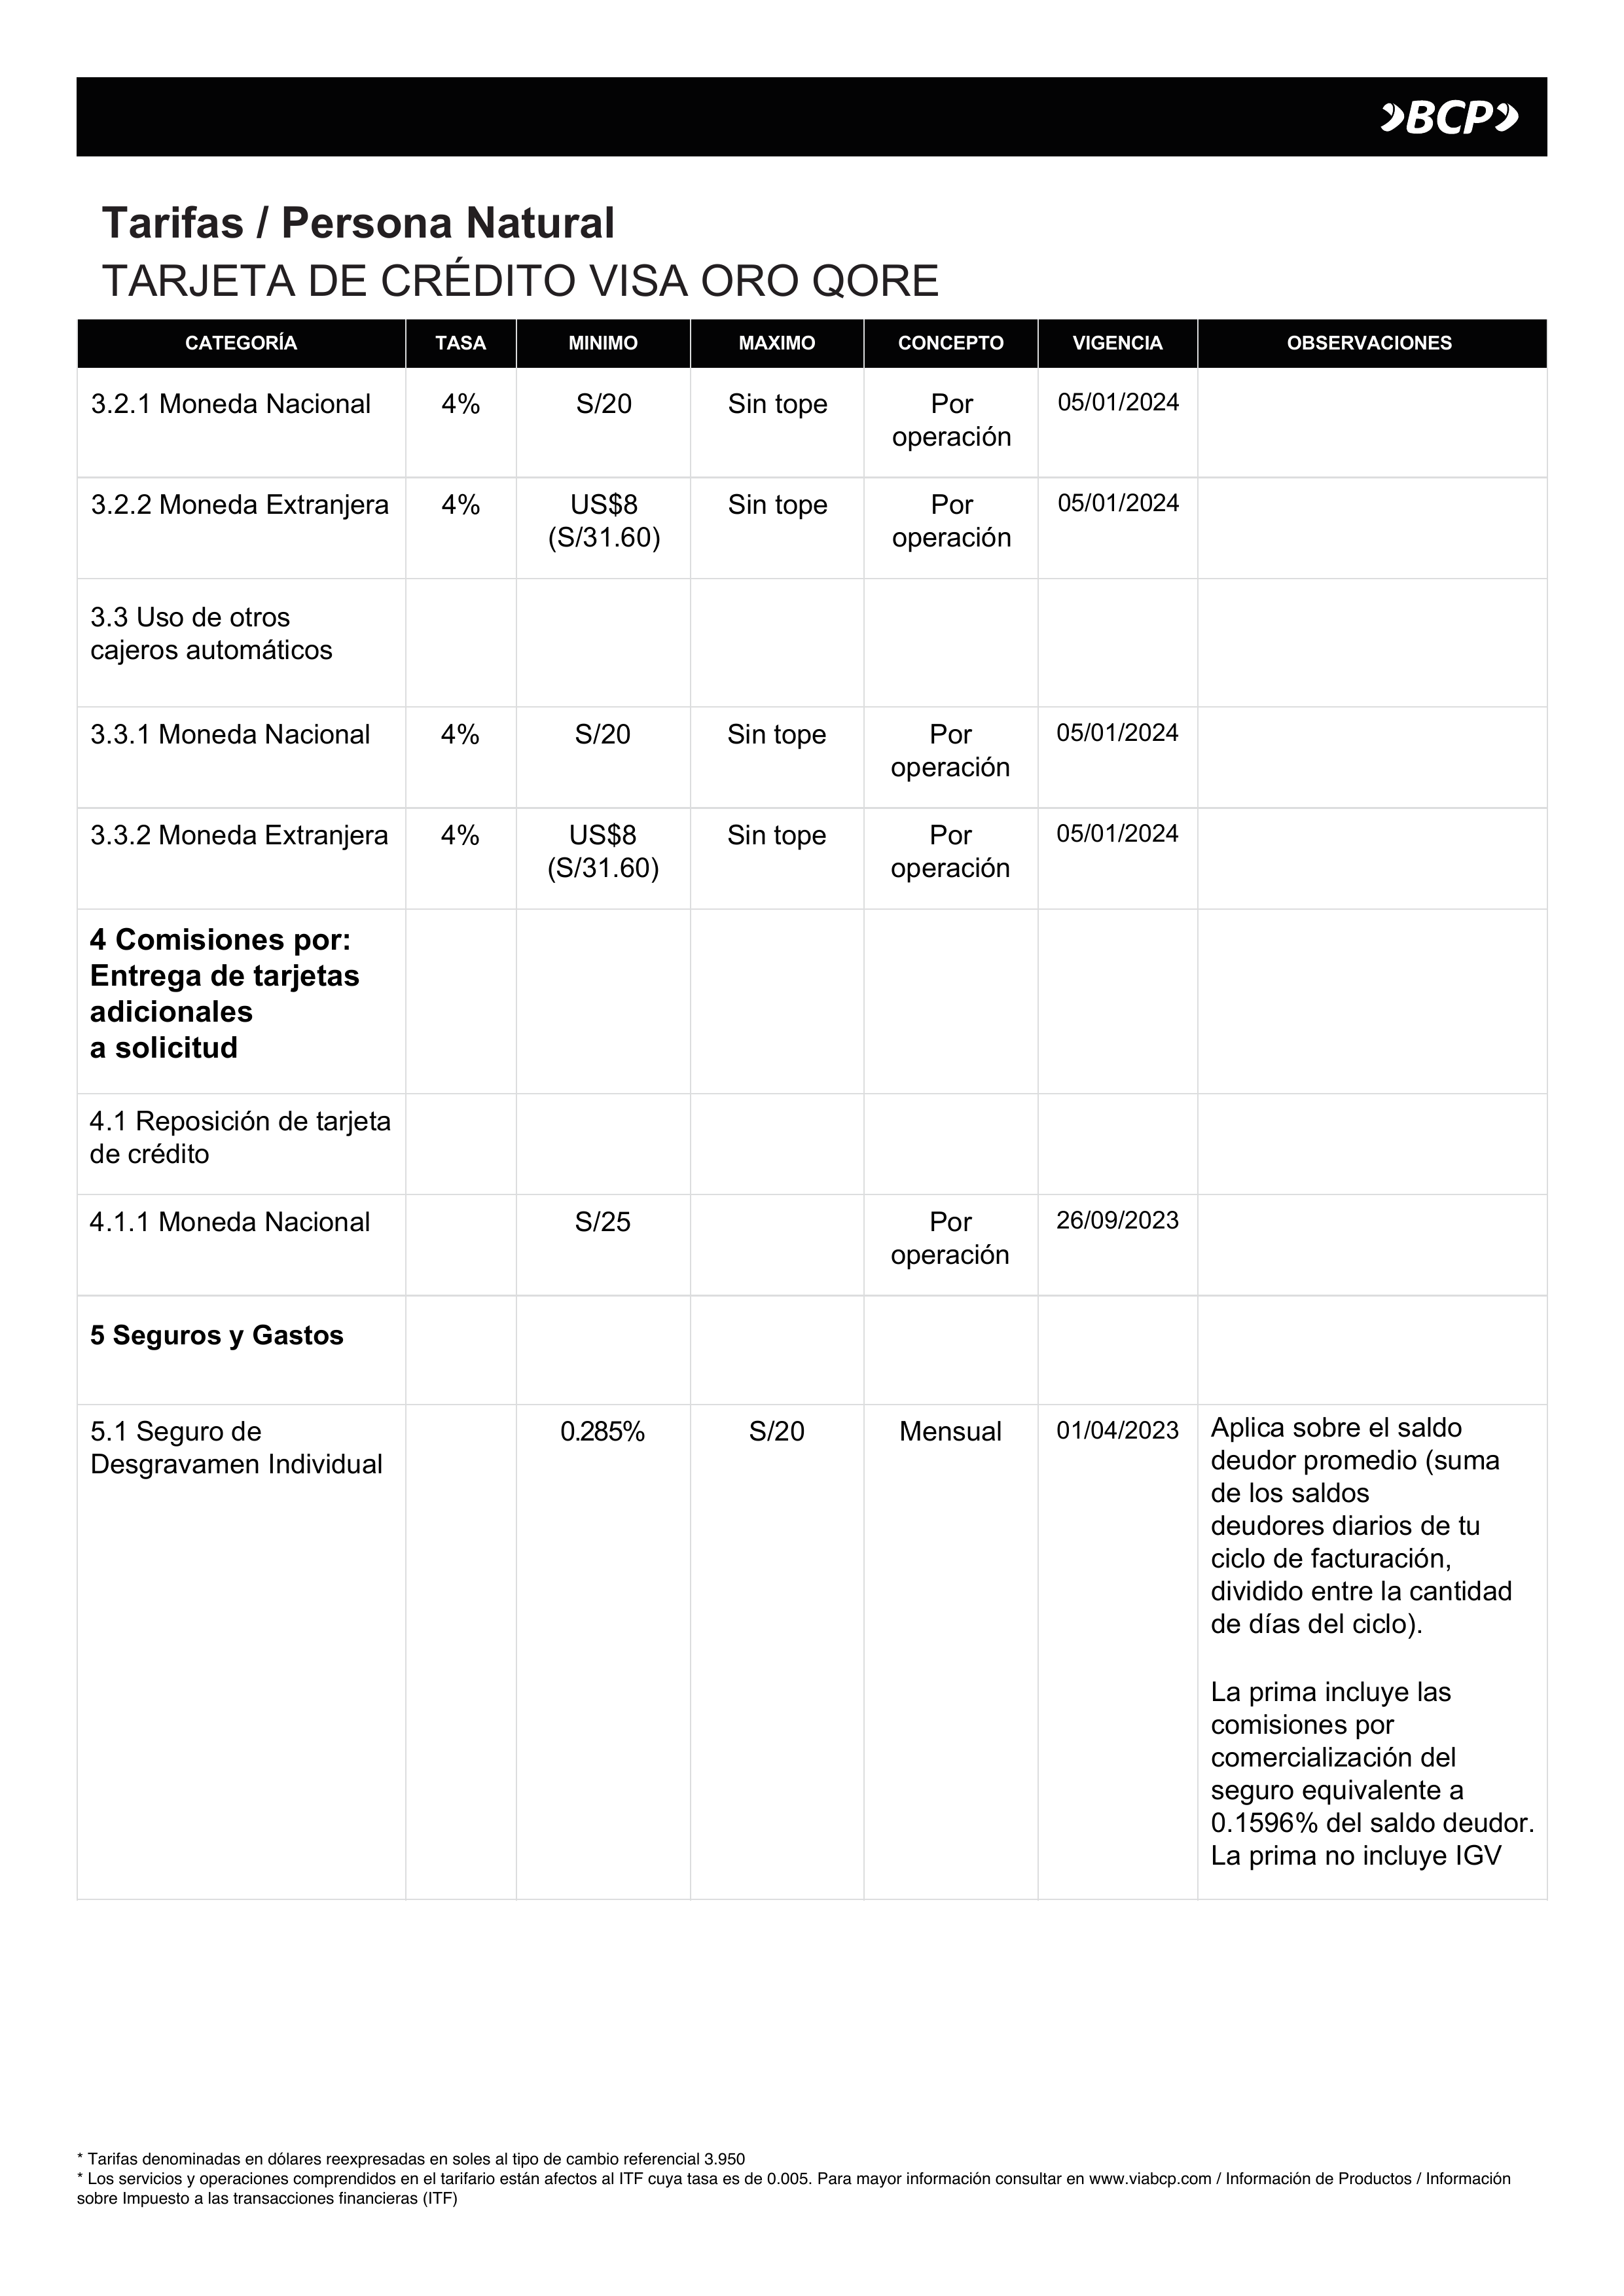 BCP
Tarifas / Persona Natural
TARJETA DE CRÉDITO VISA ORO QORE
CATEGORÍA TASA MINIMO MAXIMO CONCEPTO VIGENCIA OBSERVACIONES
3.2.1 Moneda Nacional 4% S/20 Sin tope Por 05/01/2024
operación
3.2.2 Moneda Extranjera 4% US$8 Sin tope Por 05/01/2024
(S/31.60) operación
3.3 Uso de otros
cajeros automáticos
3.3.1 Moneda Nacional 4% S/20 Sin tope Por 05/01/2024
operación
3.3.2 Moneda Extranjera 4% US$8 Sin tope Por 05/01/2024
(S/31.60) operación
4 Comisiones por:
Entrega de tarjetas
adicionales
a solicitud
4.1 Reposición de tarjeta
de crédito
4.1.1 Moneda Nacional S/25 Por 26/09/2023
operación
5 Seguros y Gastos
5.1 Seguro de 0.285% S/20 Mensual 01/04/2023 Aplica sobre el saldo
Desgravamen Individual deudor promedio (suma
de los saldos
deudores diarios de tu
ciclo de facturación,
dividido entre la cantidad
de días del ciclo).
La prima incluye las
comisiones por
comercialización del
seguro equivalente a
0.1596% del saldo deudor.
La prima no incluye IGV
* Tarifas denominadas en dólares reexpresadas en soles al tipo de cambio referencial 3.950
* Los servicios y operaciones comprendidos en el tarifario están afectos al ITF cuya tasa es de 0.005. Para mayor información consultar en www.viabcp.com / Información de Productos / Información
sobre Impuesto a las transacciones financieras (ITF)